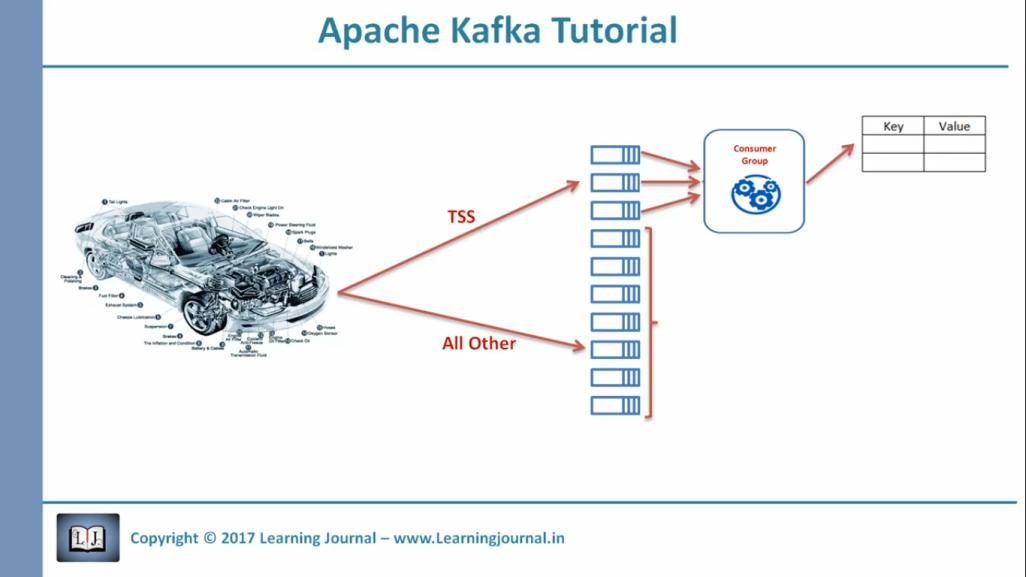 Apache Kafka Tutorial
Key Value
Consumer
Group
TSS
All Other
Tail Lights
Cabin Air Filter
Check Engine Light On
Wiper Blades
Power Steering Fluid
Spark Plugs
Belts
Windshield Washer
Lights
Cleaning &
Polishing
Brakes
Fuel Filter
Exhaust System
Chassis Lubrication
Suspension
Brakes
Tire Inflation and Condition
Battery & Cables
Automatic
Transmission Fluid
Check Oil
Oxygen Sensor
Hoses
L J
Copyright © 2017 Learning Journal – www.Learningjournal.in